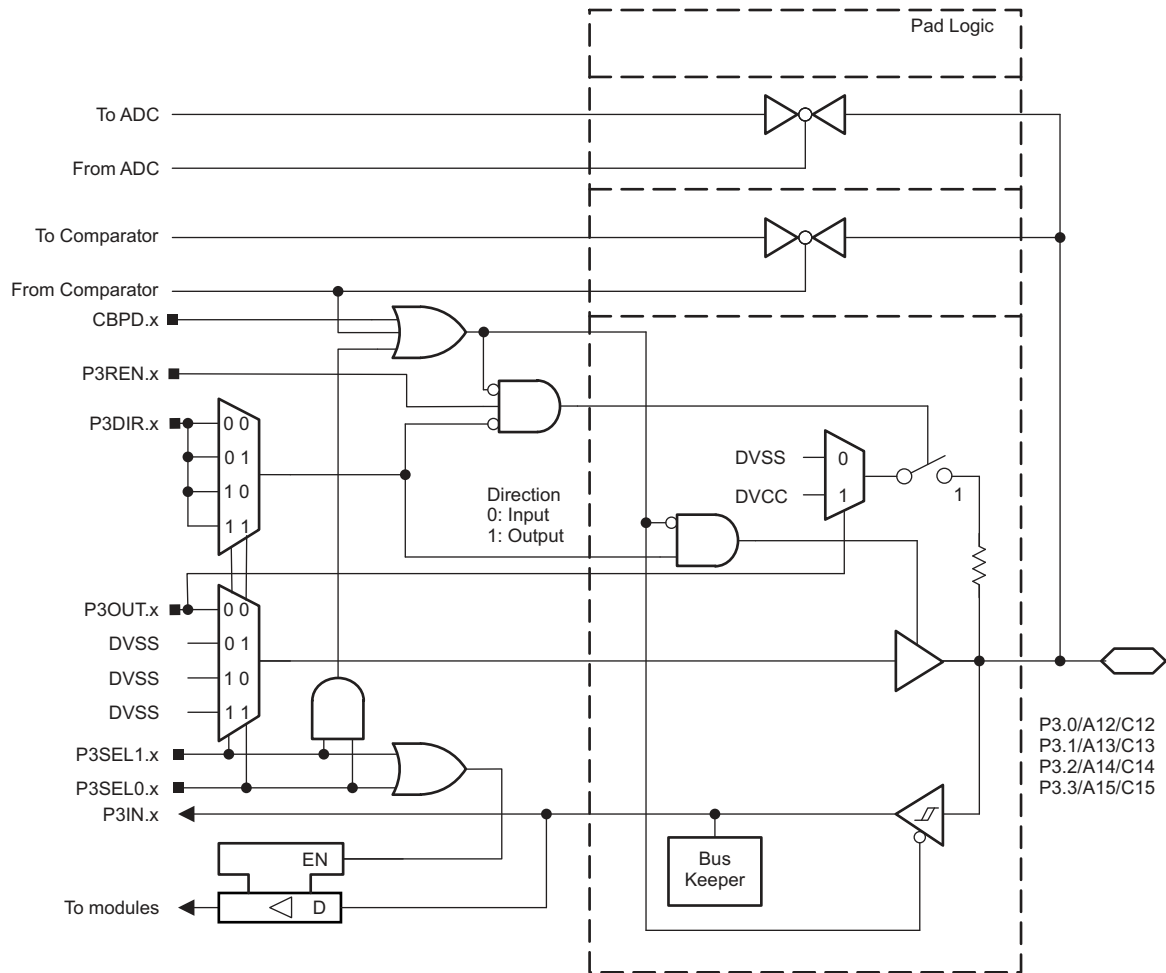 Pad Logic
To ADC
From ADC
To Comparator
From Comparator
CBPD.x
P3REN.x
P3DIR.x
0 0
0 1
1 0
1 1
Direction
0: Input
1: Output
DVSS
0
DVCC
1
1
P3OUT.x
0 0
DVSS
0 1
DVSS
1 0
DVSS
1 1
P3SEL1.x
P3SEL0.x
P3IN.x
P3.0/A12/C12
P3.1/A13/C13
P3.2/A14/C14
P3.3/A15/C15
Bus
Keeper
EN
To modules
D